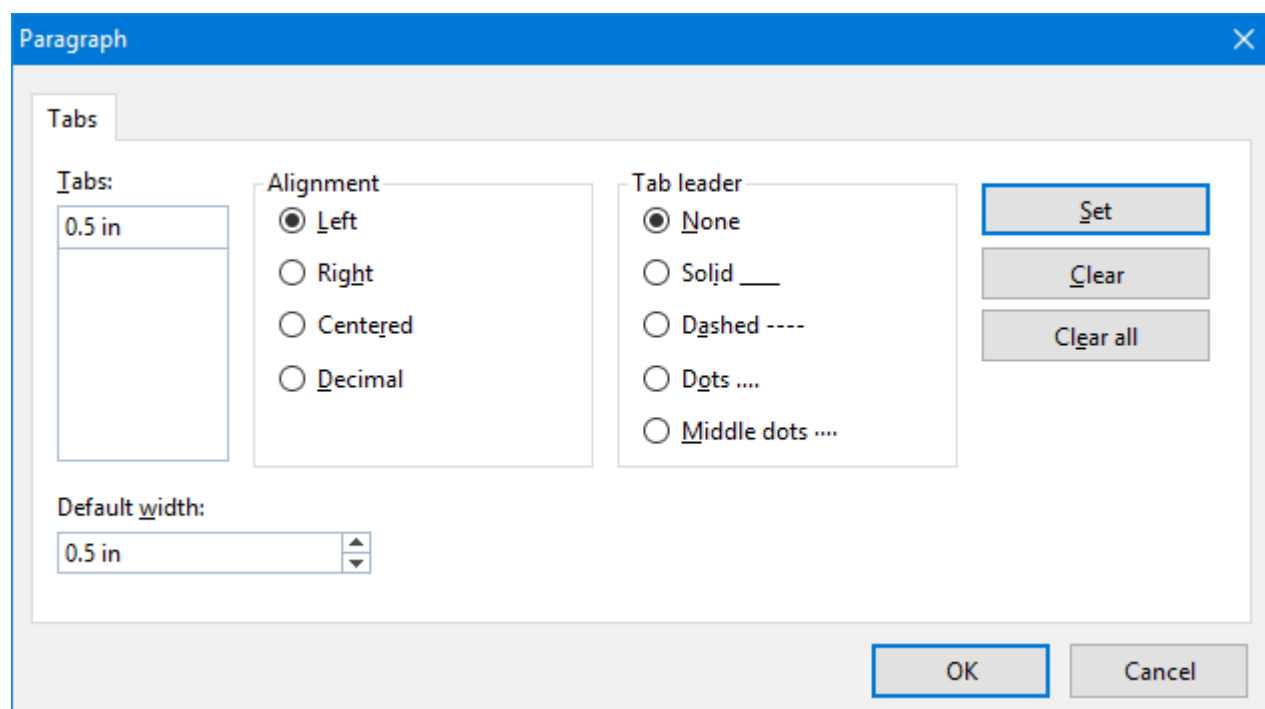 Paragraph
Tabs
Tabs:
0.5 in
Alignment
Left
Right
Centered
Decimal
Tab leader
None
Solid ___
Dashed ----
Dots ....
Middle dots ····
Set
Clear
Clear all
Default width:
0.5 in
OK
Cancel